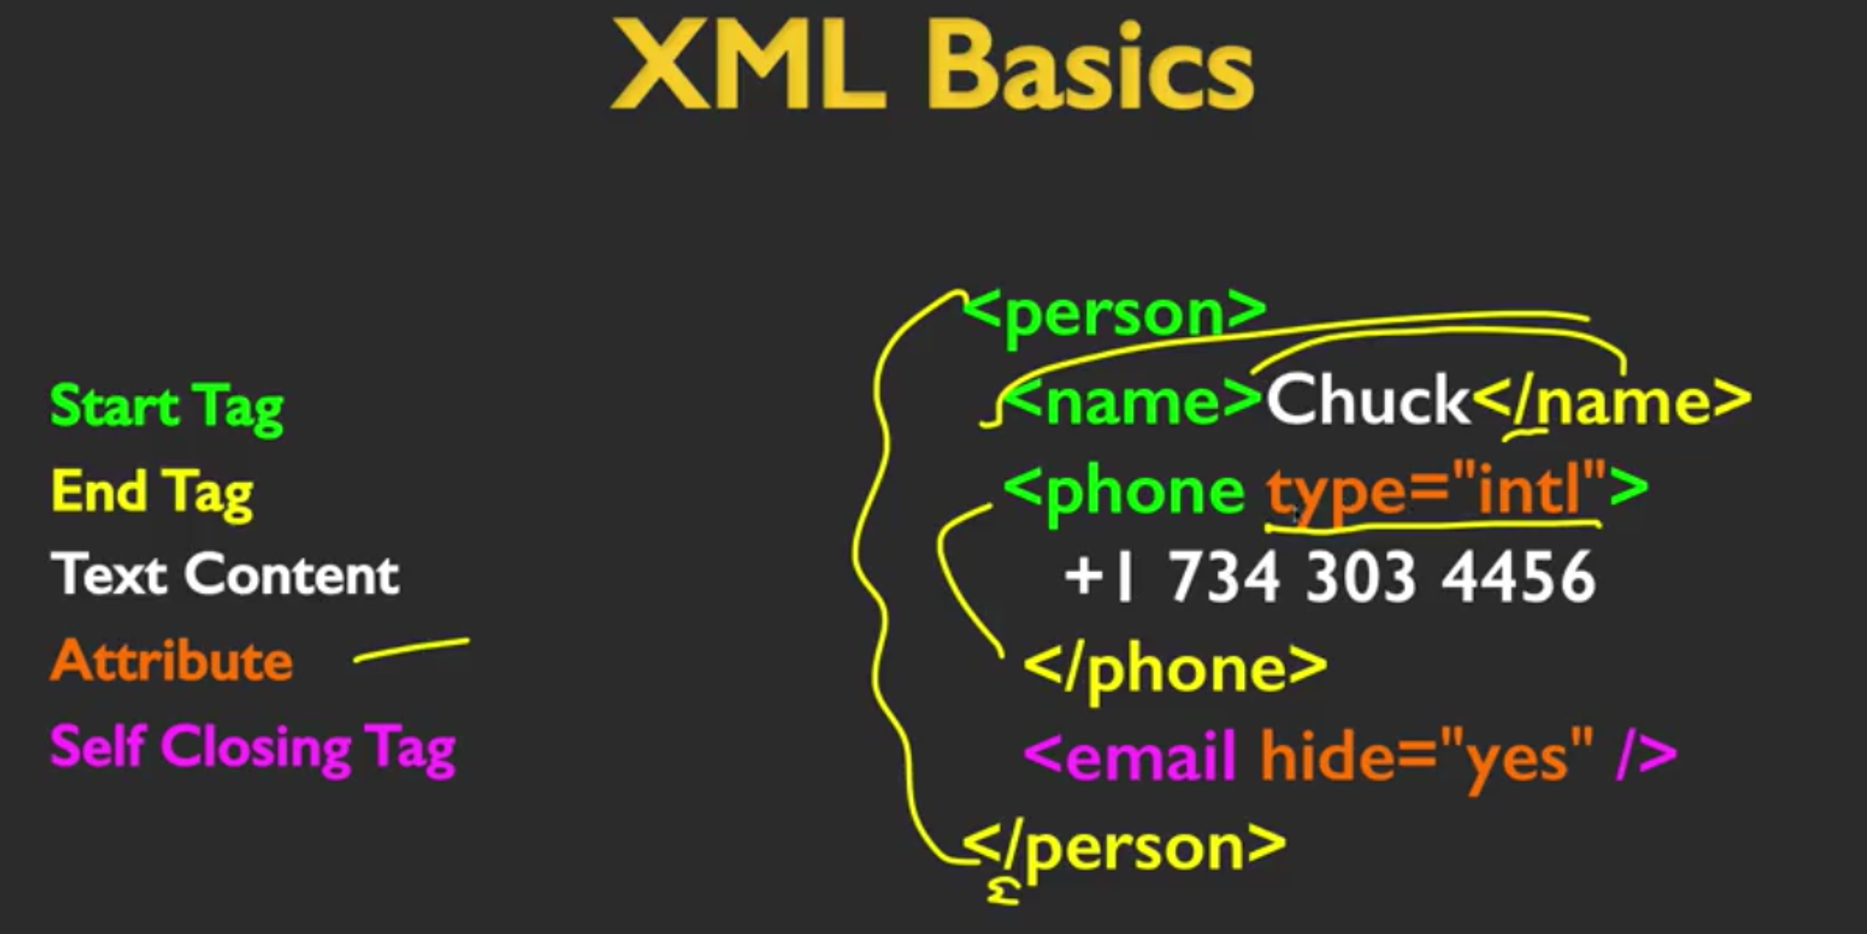 XML Basics
Start Tag
End Tag
Text Content
Attribute
Self Closing Tag
<person>
<name>Chuck</name>
<phone type="intl">
+1 734 303 4456
</phone>
<email hide="yes" />
</person>